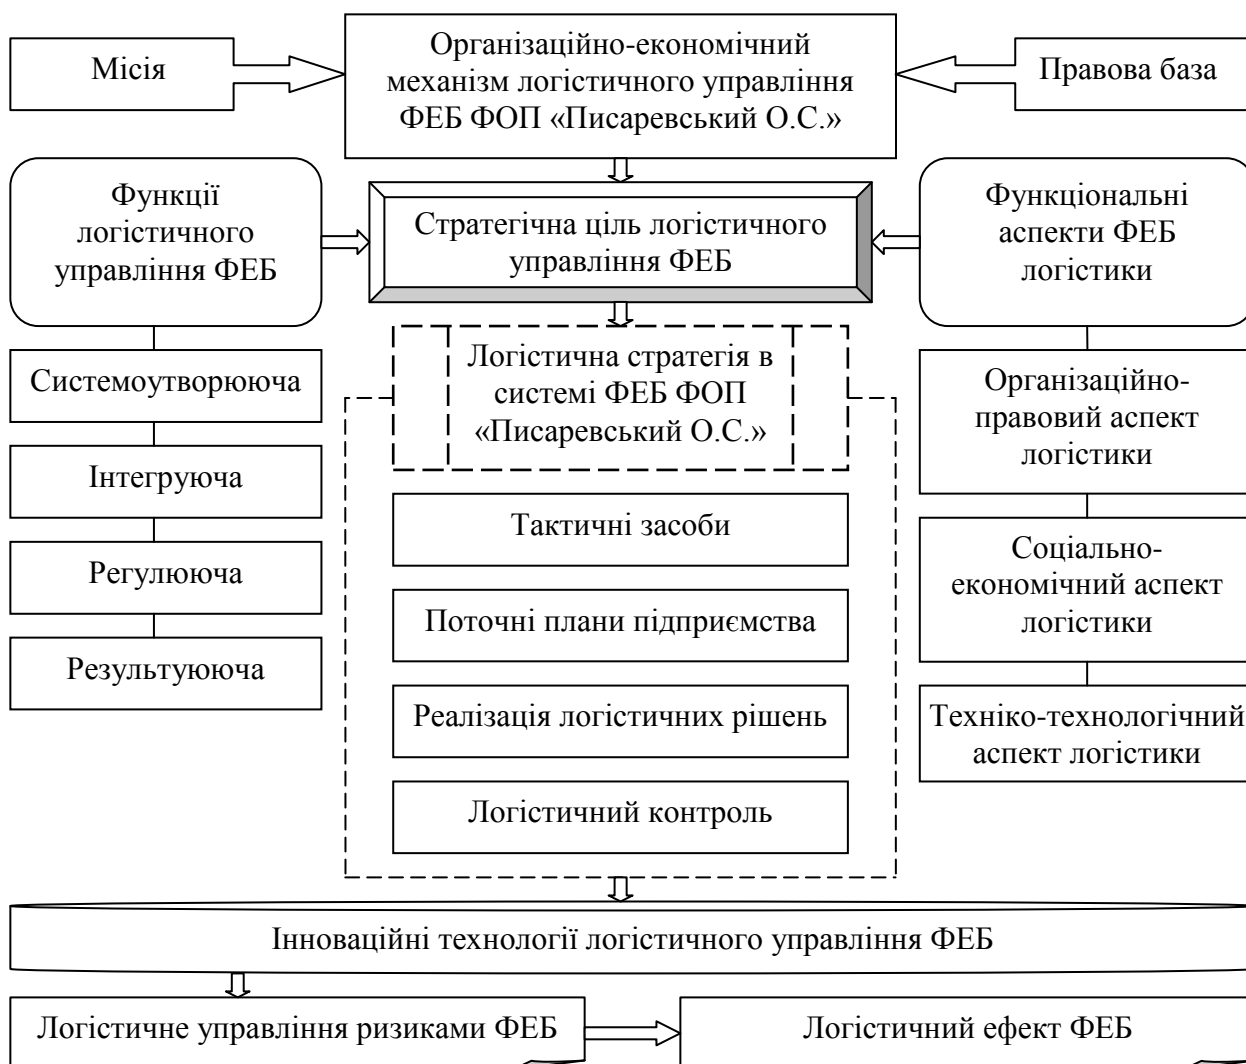 Місія
Організаційно-економічний
механізм логістичного управління
ФЕБ ФОП «Писаревський О.С.»
Правова база
Функції
логістичного
управління ФЕБ
Стратегічна ціль логістичного
управління ФЕБ
Функціональні
аспекти ФЕБ
логістики
Системоутворююча
Інтегруюча
Регулююча
Результуююча
Логістична стратегія в
системі ФЕБ ФОП
«Писаревський О.С.»
Тактичні засоби
Поточні плани підприємства
Реалізація логістичних рішень
Логістичний контроль
Організаційно-
правовий аспект
логістики
Соціально-
економічний аспект
логістики
Техніко-технологічний
аспект логістики
Інноваційні технології логістичного управління ФЕБ
Логістичне управління ризиками ФЕБ
Логістичний ефект ФЕБ